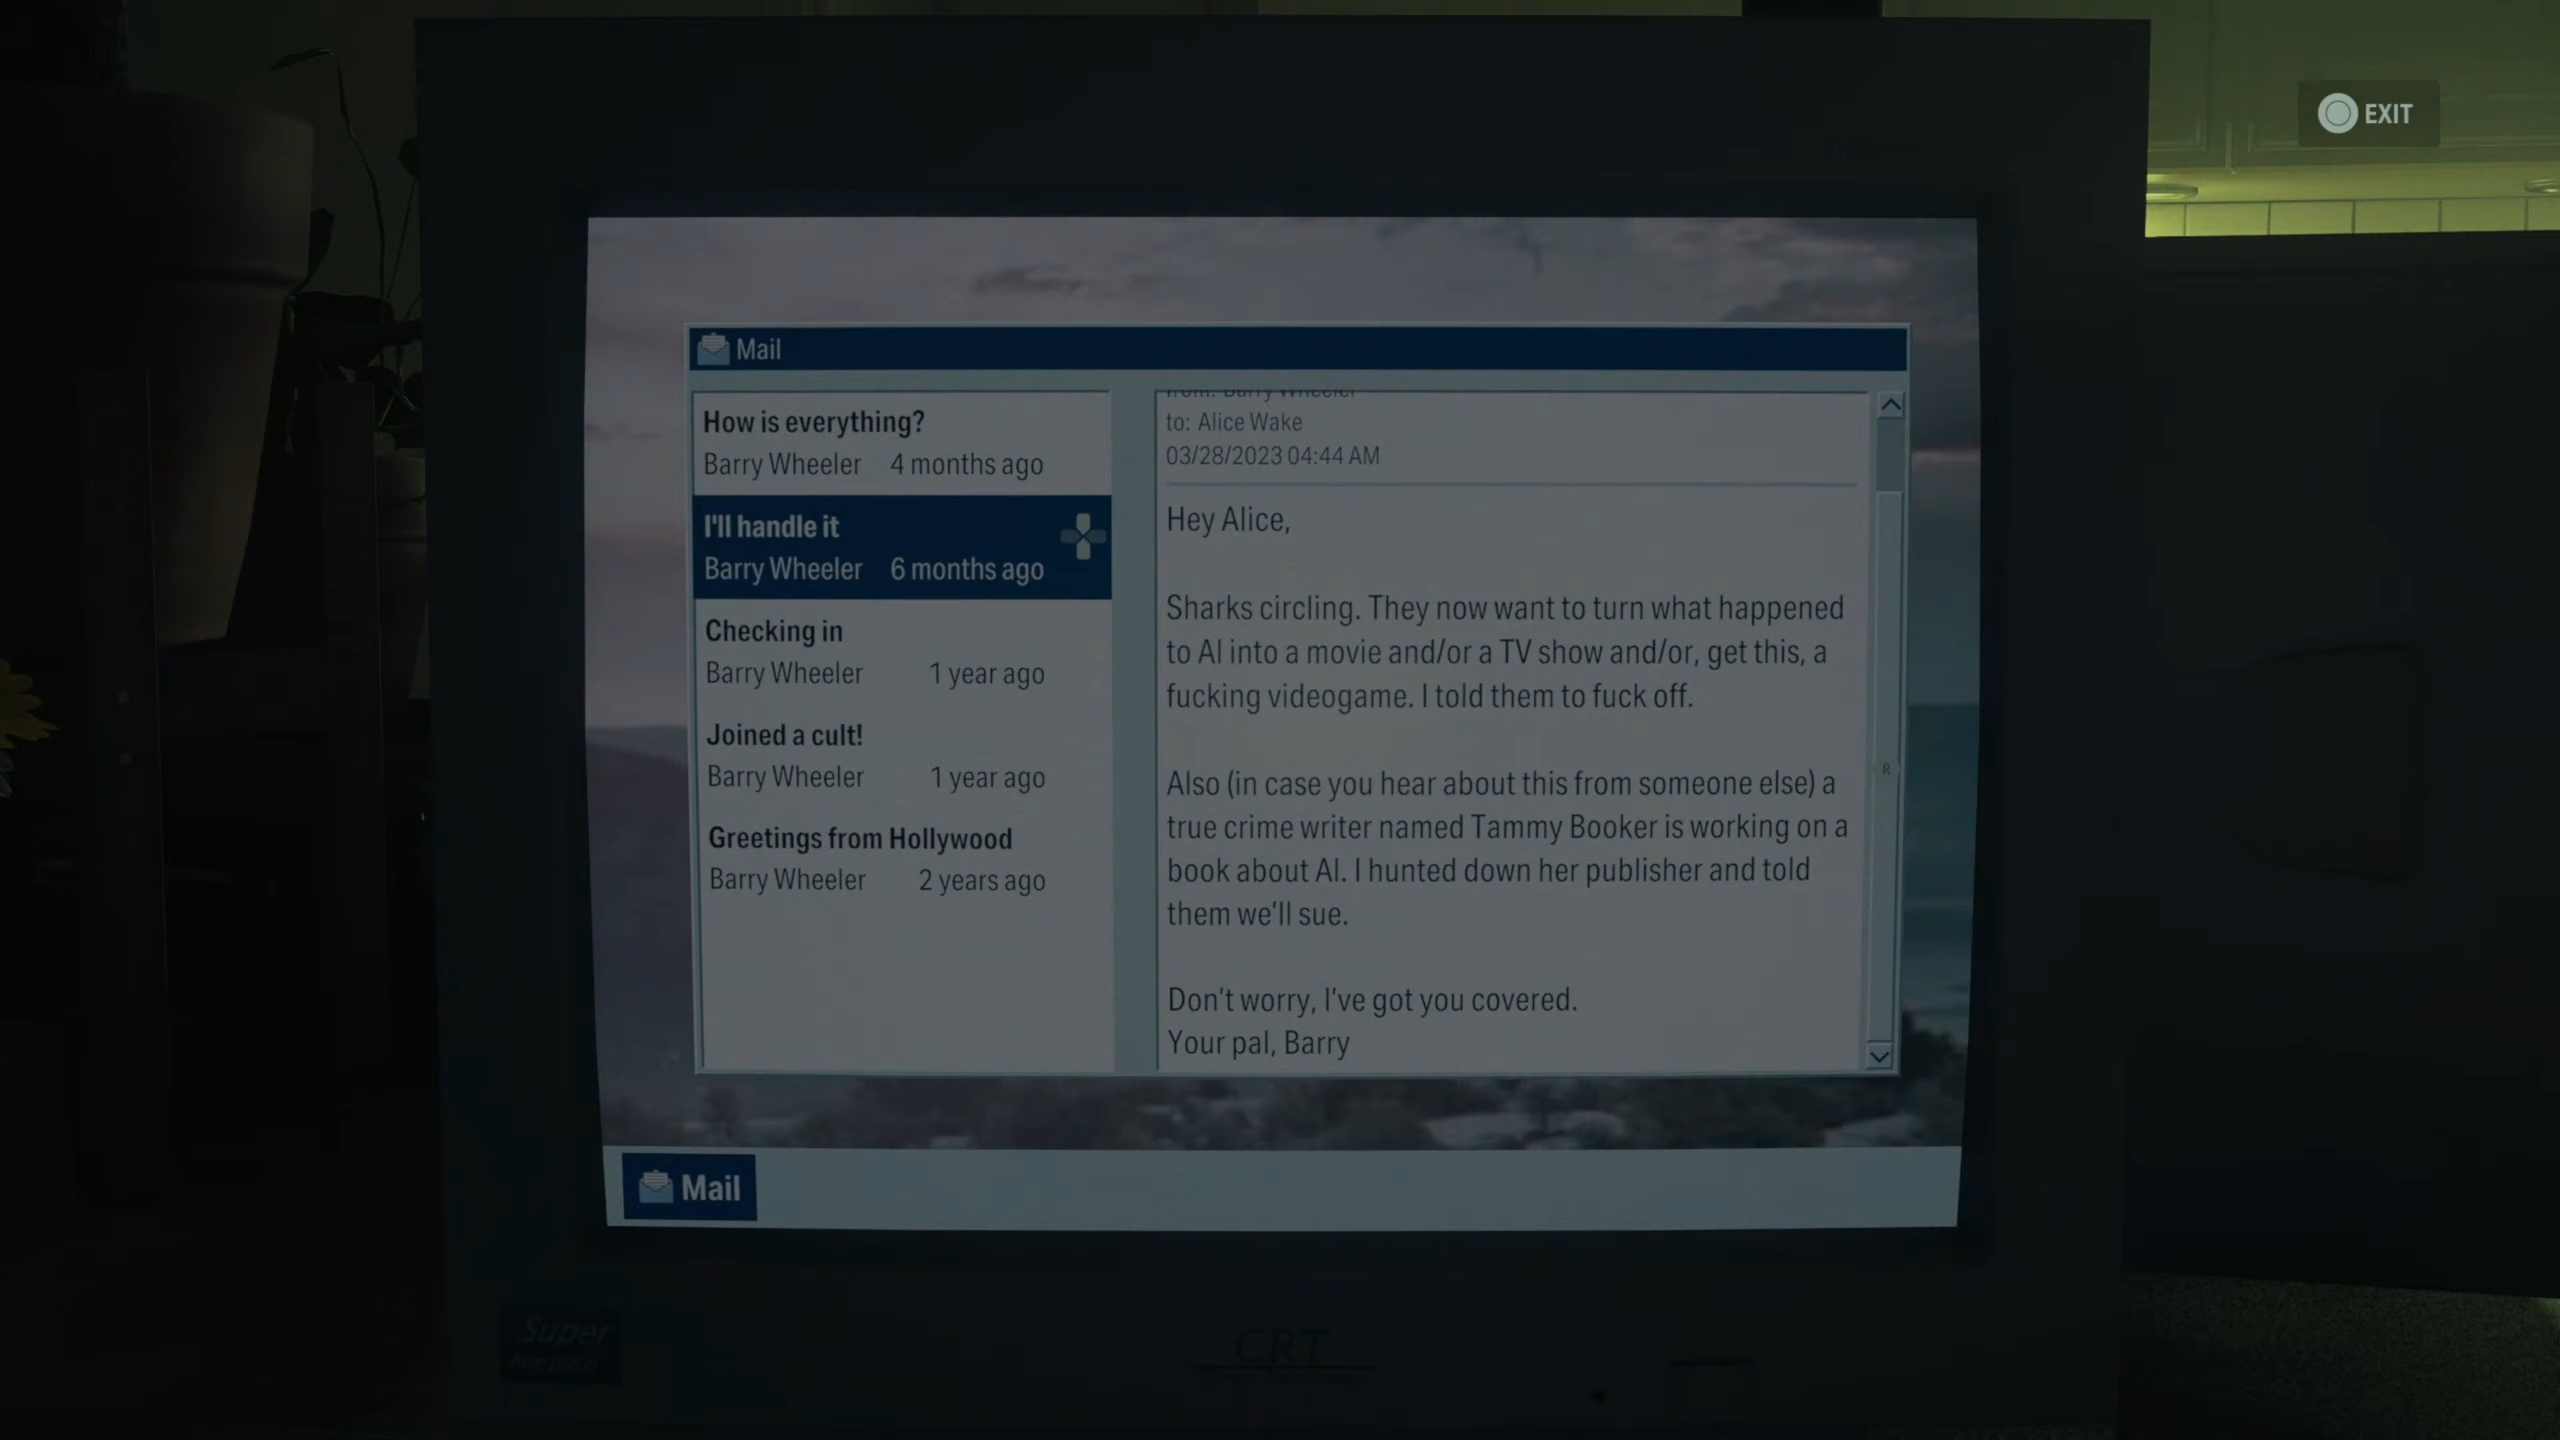 EXIT
Mail
How is everything?
Barry Wheeler 4 months ago
I'll handle it
Barry Wheeler 6 months ago
Checking in
Barry Wheeler 1 year ago
Joined a cult!
Barry Wheeler 1 year ago
Greetings from Hollywood
Barry Wheeler 2 years ago
from: Barry Wheeler
to: Alice Wake
03/28/2023 04:44 AM
Hey Alice,
Sharks circling. They now want to turn what happened
to Al into a movie and/or a TV show and/or, get this, a
fucking videogame. I told them to fuck off.
Also (in case you hear about this from someone else) a
true crime writer named Tammy Booker is working on a
book about Al. I hunted down her publisher and told
them we'll sue.
Don't worry, I've got you covered.
Your pal, Barry
R
Mail
Super
CRT